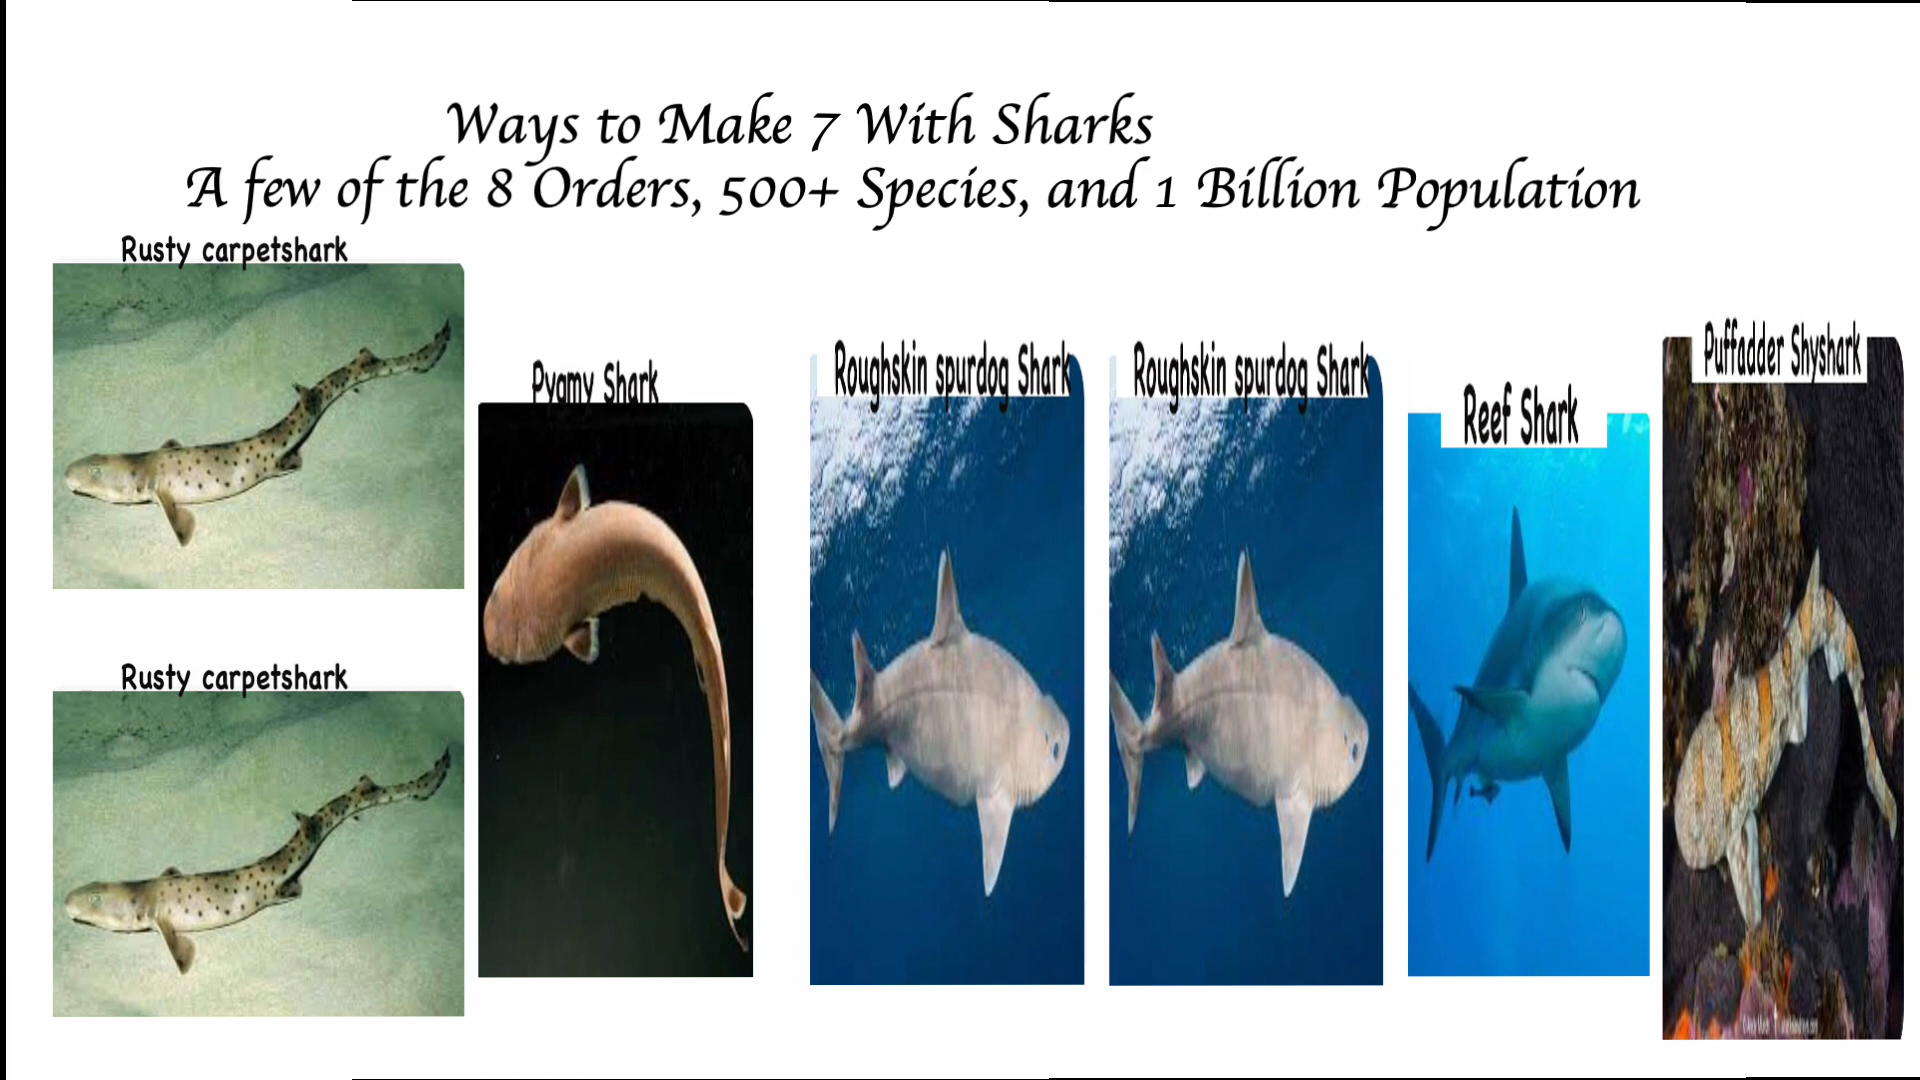 Ways to Make 7 With Sharks
A few of the 8 Orders, 500+ Species, and 1 Billion Population
Rusty carpetshark
Pygmy Shark
Roughskin spurdog Shark
Roughskin spurdog Shark
Reef Shark
Puffadder Shyshark
Rusty carpetshark